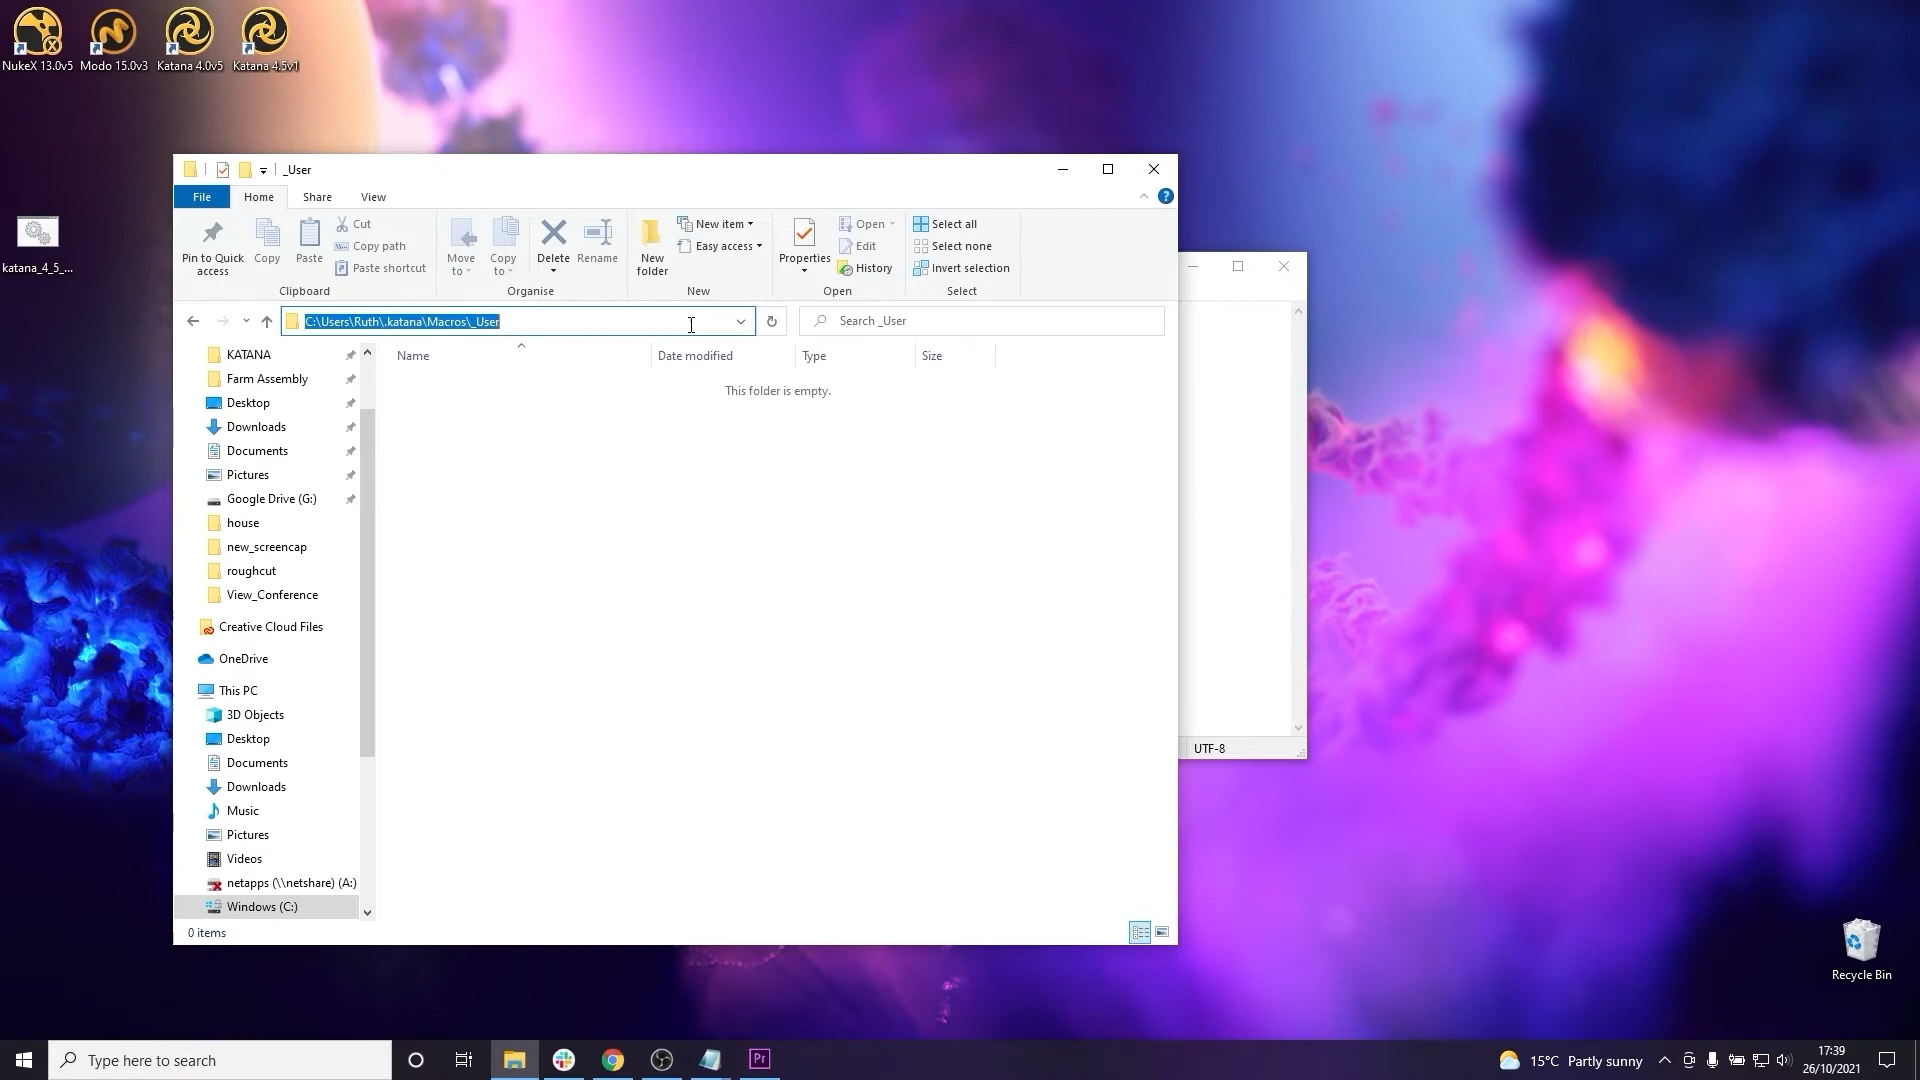 NukeX 13.0v5
Modo 15.0v3
Katana 4.0v5
Katana 4.5v1
katana_4_5_...
_User
File
Home
Share
View
Pin to Quick access
Copy
Paste
Cut
Copy path
Paste shortcut
Clipboard
Move to
Copy to
Delete
Rename
Organise
New folder
New item
Easy access
New
Properties
Open
Edit
History
Open
Select all
Select none
Invert selection
Select
C:\Users\Ruth\.katana\Macros\_User
Search _User
Name
Date modified
Type
Size
This folder is empty.
KATANA
Farm Assembly
Desktop
Downloads
Documents
Pictures
Google Drive (G:)
house
new_screencap
roughcut
View_Conference
Creative Cloud Files
OneDrive
This PC
3D Objects
Desktop
Documents
Downloads
Music
Pictures
Videos
netapps (\\netshare) (A:)
Windows (C:)
0 items
UTF-8
Recycle Bin
Type here to search
Pr
15°C Partly sunny
17:39
26/10/2021